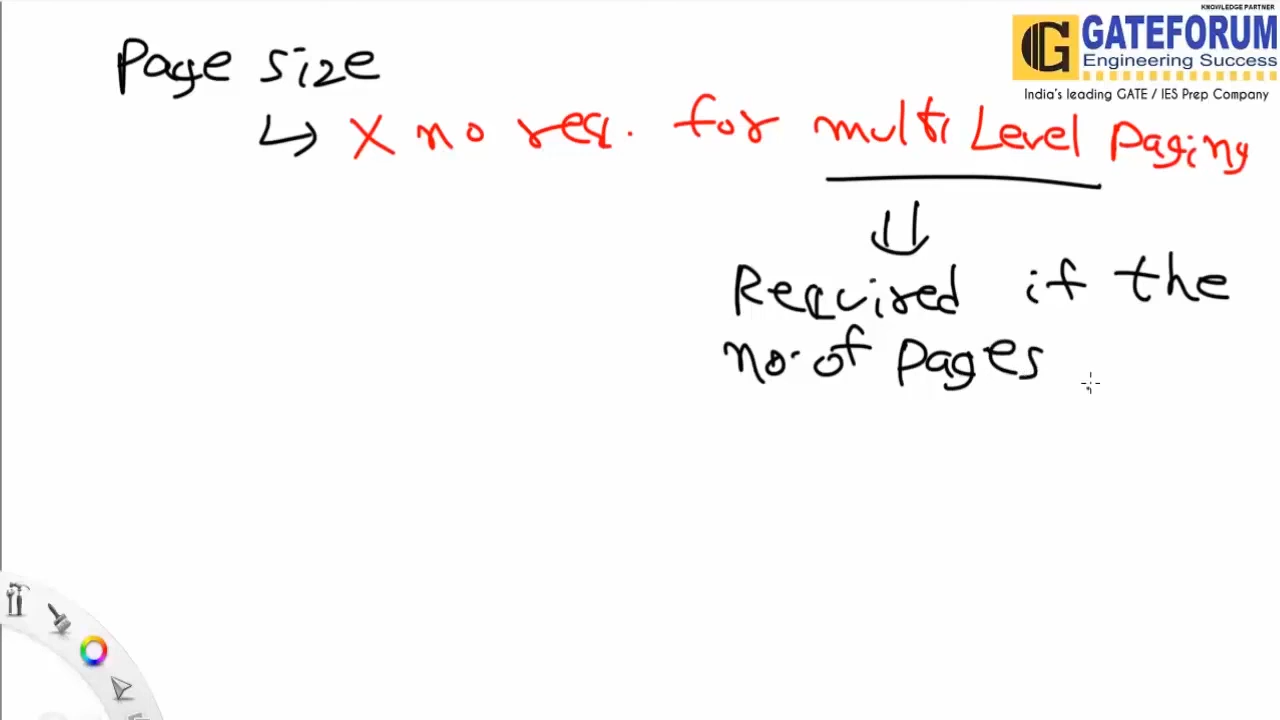 KNOWLEDGE PARTNER
GATEFORUM
Engineering Success
India's leading GATE / IES Prep Company
Page size
↳ X no req. for multi Level Paging
⇓
Required if the
no. of pages